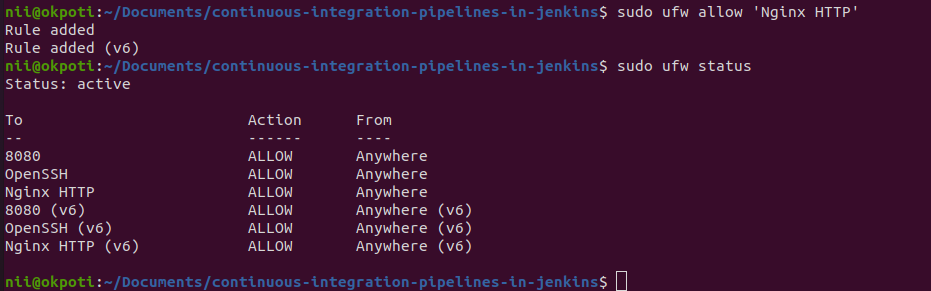 nii@okpoti:~/Documents/continuous-integration-pipelines-in-jenkins$ sudo ufw allow 'Nginx HTTP'
Rule added
Rule added (v6)
nii@okpoti:~/Documents/continuous-integration-pipelines-in-jenkins$ sudo ufw status
Status: active
To                         Action      From
--                         ------      ----
8080                       ALLOW       Anywhere
OpenSSH                    ALLOW       Anywhere
Nginx HTTP                 ALLOW       Anywhere
8080 (v6)                  ALLOW       Anywhere (v6)
OpenSSH (v6)               ALLOW       Anywhere (v6)
Nginx HTTP (v6)            ALLOW       Anywhere (v6)
nii@okpoti:~/Documents/continuous-integration-pipelines-in-jenkins$